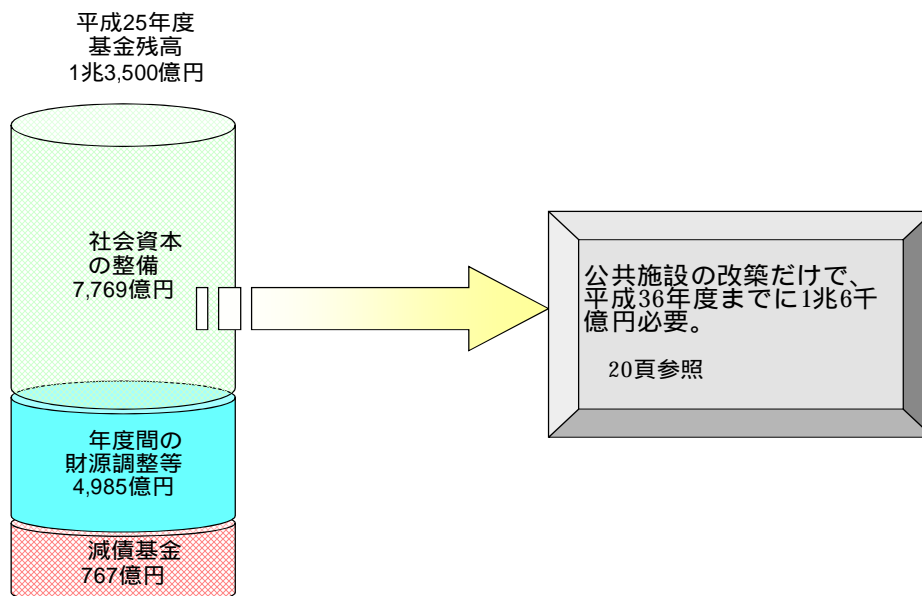 平成25年度
基金残高
1兆3,500億円
社会資本
の整備
7,769億円
公共施設の改築だけで、
平成36年度までに1兆6千
億円必要。
20頁参照
年度間の
財源調整等
4,985億円
減債基金
767億円